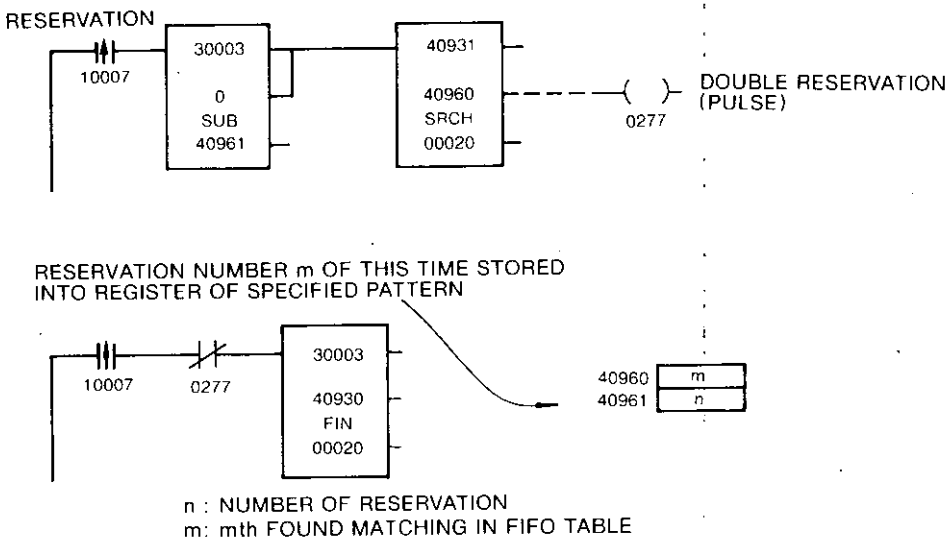 RESERVATION
10007
30003
0
SUB
40961
40931
40960
SRCH
00020
0277
DOUBLE RESERVATION
(PULSE)
RESERVATION NUMBER m OF THIS TIME STORED
INTO REGISTER OF SPECIFIED PATTERN
10007
0277
30003
40930
FIN
00020
40960 m
40961 n
n : NUMBER OF RESERVATION
m: mth FOUND MATCHING IN FIFO TABLE